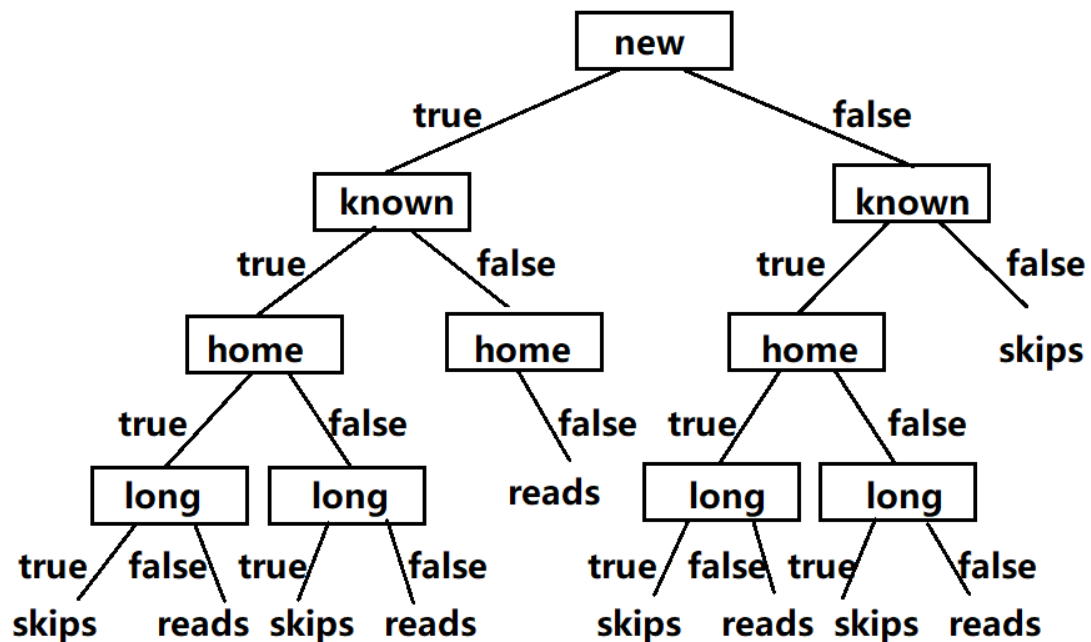 new
true false
known known
true false true false
home home home skips
true false false true false
long long reads long long
true false true false true false true false
skips reads skips reads skips reads skips reads